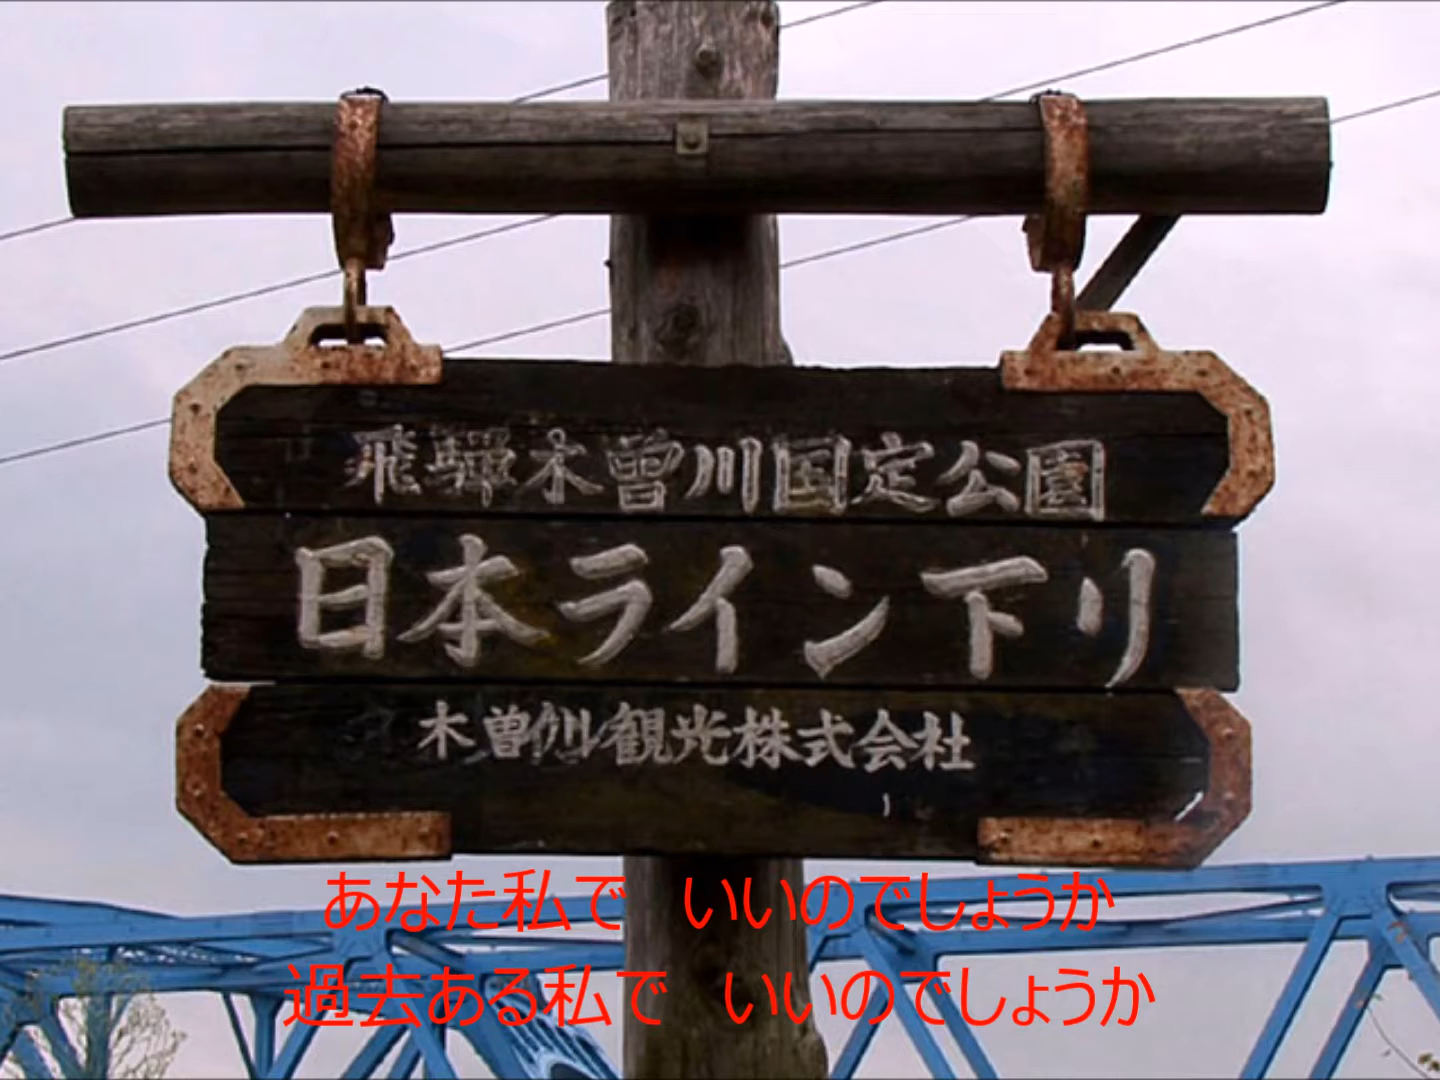 飛騨木曽川国定公園
日本ライン下り
木曽川観光株式会社
あなた私で　いいのでしょうか
過去ある私で　いいのでしょうか